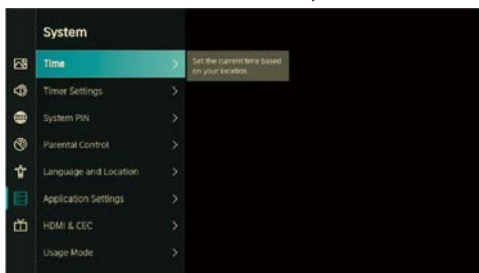 System
Time
Set the current time based
on your location.
Timer Settings
System PIN
Parental Control
Language and Location
Application Settings
HDMI & CEC
Usage Mode